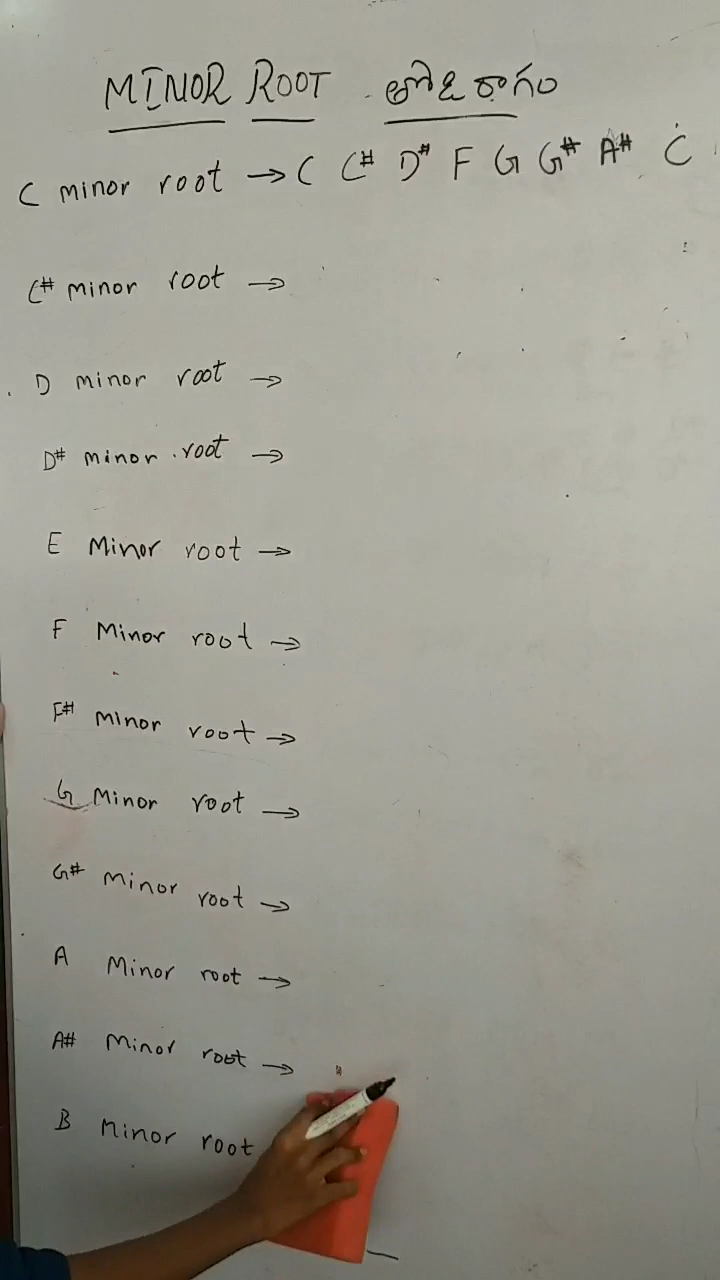 MINOR ROOT తోడి రాగం
C minor root → C C# D# F G G# A# Ċ
C# minor root →
D minor root →
D# minor root →
E Minor root →
F Minor root →
F# Minor root →
G Minor root →
G# Minor root →
A Minor root →
A# Minor root →
B Minor root